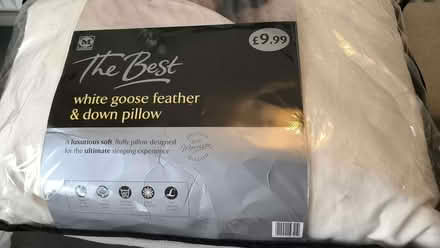 £9.99
The Best
white goose feather
& down pillow
A luxurious soft, fluffy pillow designed
for the ultimate sleeping experience